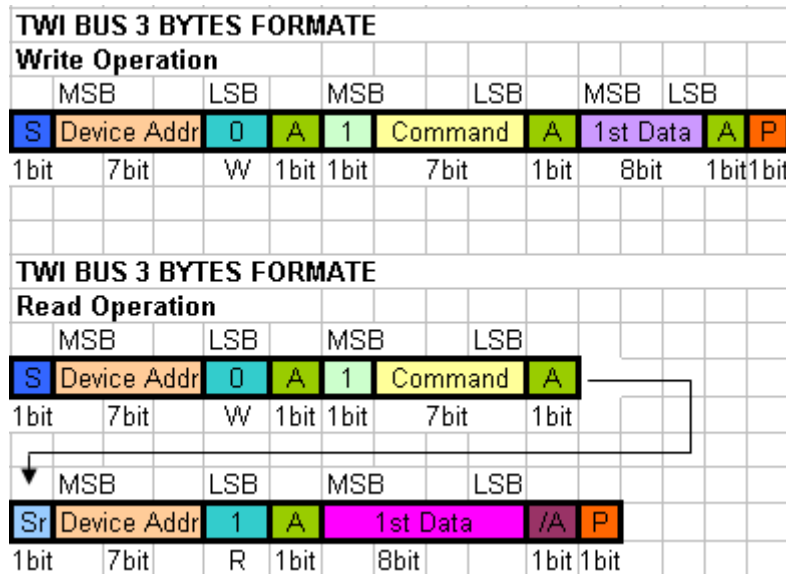 TWI BUS 3 BYTES FORMATE
Write Operation
MSB LSB MSB LSB MSB LSB
S Device Addr 0 A 1 Command A 1st Data A P
1bit 7bit W 1bit 1bit 7bit 1bit 8bit 1bit 1bit
TWI BUS 3 BYTES FORMATE
Read Operation
MSB LSB MSB LSB
S Device Addr 0 A 1 Command A
1bit 7bit W 1bit 1bit 7bit 1bit
MSB LSB MSB LSB
Sr Device Addr 1 A 1st Data /A P
1bit 7bit R 1bit 8bit 1bit 1bit